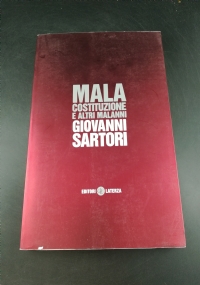 MALA
COSTITUZIONE
E ALTRI MALANNI
GIOVANNI
SARTORI
EDITORI LATERZA